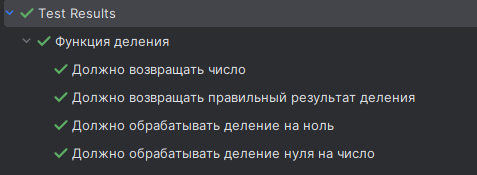 Test Results
Функция деления
Должно возвращать число
Должно возвращать правильный результат деления
Должно обрабатывать деление на ноль
Должно обрабатывать деление нуля на число